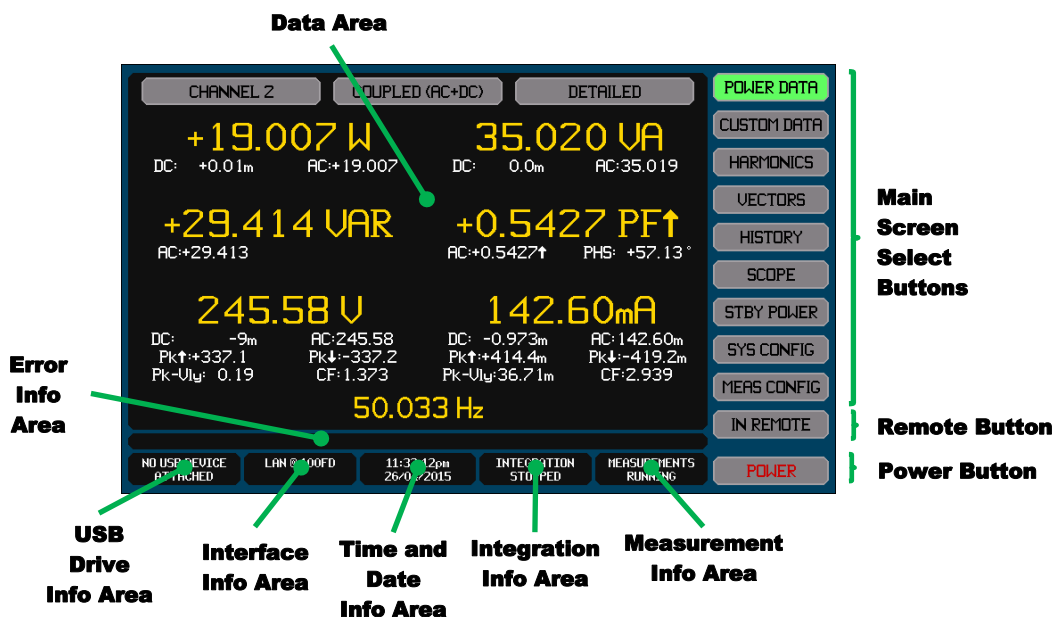 Data Area
CHANNEL 2
COUPLED (AC+DC)
DETAILED
+19.007 W
DC: +0.01m AC:+19.007
35.020 VA
DC: 0.0m AC:35.019
+29.414 VAR
AC:+29.413
+0.5427 PF↑
AC:+0.5427↑ PHS: +57.13°
245.58 V
DC: -9m AC:245.58
Pk↑:+337.1 Pk↓:-337.2
Pk-Vly: 0.19 CF:1.373
142.60mA
DC: -0.973m AC:142.60m
Pk↑:+414.4m Pk↓:-419.2m
Pk-Vly:36.71m CF:2.939
50.033 Hz
POWER DATA
CUSTOM DATA
HARMONICS
VECTORS
HISTORY
SCOPE
STBY POWER
SYS CONFIG
MEAS CONFIG
IN REMOTE
POWER
Main
Screen
Select
Buttons
Remote Button
Power Button
Error
Info
Area
NO USB DEVICE
ATTACHED
LAN @ 100FD
INTEGRATION
STOPPED
MEASUREMENTS
RUNNING
USB
Drive
Info Area
Interface
Info Area
Time and
Date
Info Area
Integration
Info Area
Measurement
Info Area